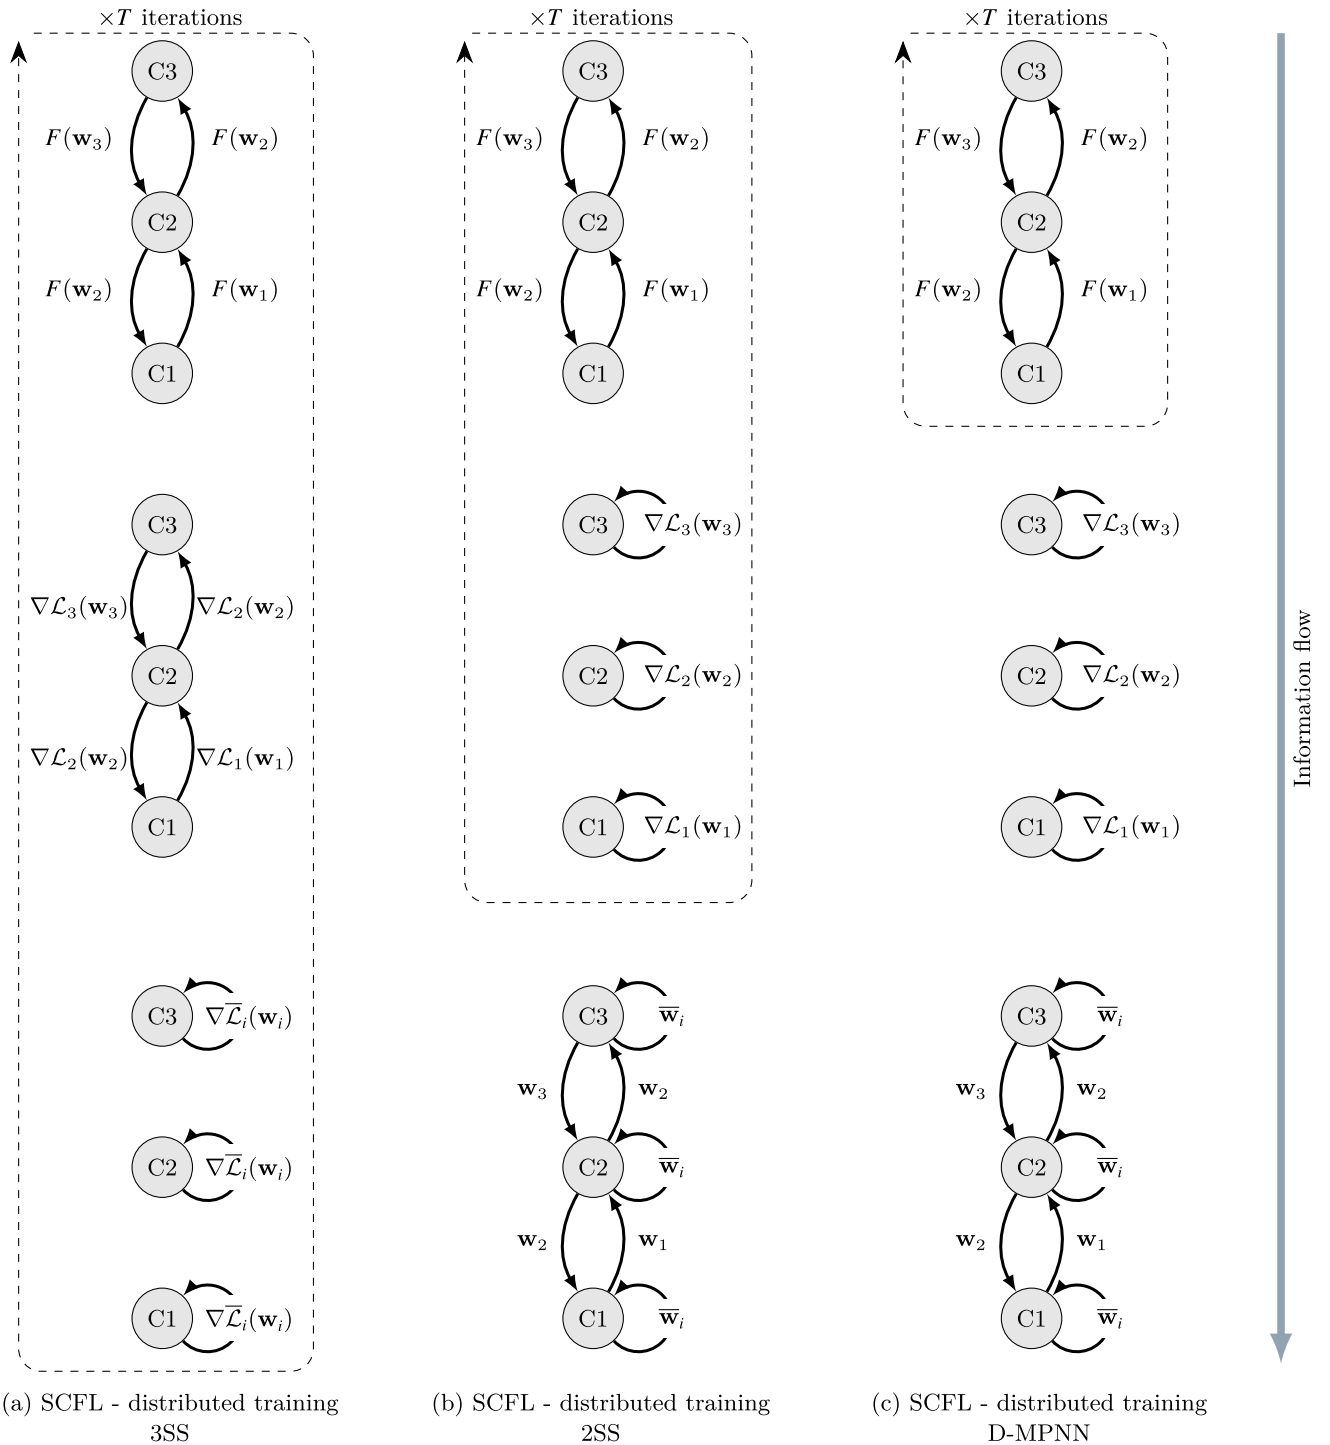 ×T iterations
C3
F(w₃) F(w₂)
C2
F(w₂) F(w₁)
C1
C3
∇ℒ₃(w₃) ∇ℒ₂(w₂)
C2
∇ℒ₂(w₂) ∇ℒ₁(w₁)
C1
C3 ∇ℒ̅ᵢ(wᵢ)
C2 ∇ℒ̅ᵢ(wᵢ)
C1 ∇ℒ̅ᵢ(wᵢ)
(a) SCFL - distributed training
3SS
×T iterations
C3
F(w₃) F(w₂)
C2
F(w₂) F(w₁)
C1
C3 ∇ℒ₃(w₃)
C2 ∇ℒ₂(w₂)
C1 ∇ℒ₁(w₁)
C3 w̅ᵢ
w₃ w₂
C2 w̅ᵢ
w₂ w₁
C1 w̅ᵢ
(b) SCFL - distributed training
2SS
×T iterations
C3
F(w₃) F(w₂)
C2
F(w₂) F(w₁)
C1
C3 ∇ℒ₃(w₃)
C2 ∇ℒ₂(w₂)
C1 ∇ℒ₁(w₁)
C3 w̅ᵢ
w₃ w₂
C2 w̅ᵢ
w₂ w₁
C1 w̅ᵢ
(c) SCFL - distributed training
D-MPNN
Information flow